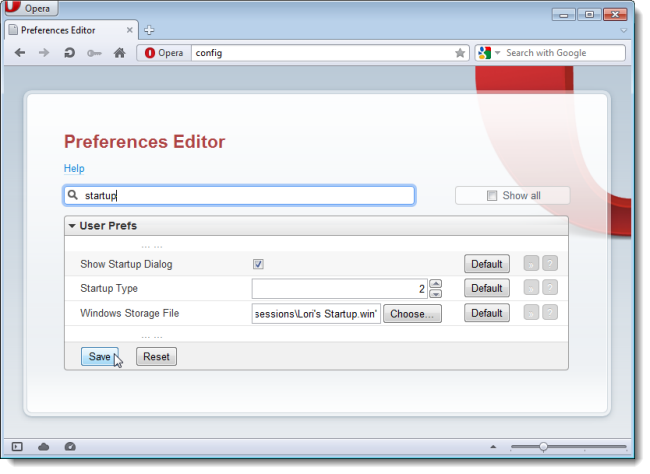 Opera
Preferences Editor
Opera config Search with Google
Preferences Editor
Help
startup Show all
User Prefs
... ...
Show Startup Dialog Default
Startup Type 2 Default
Windows Storage File sessions\Lori's Startup.win' Choose... Default
... ...
Save Reset